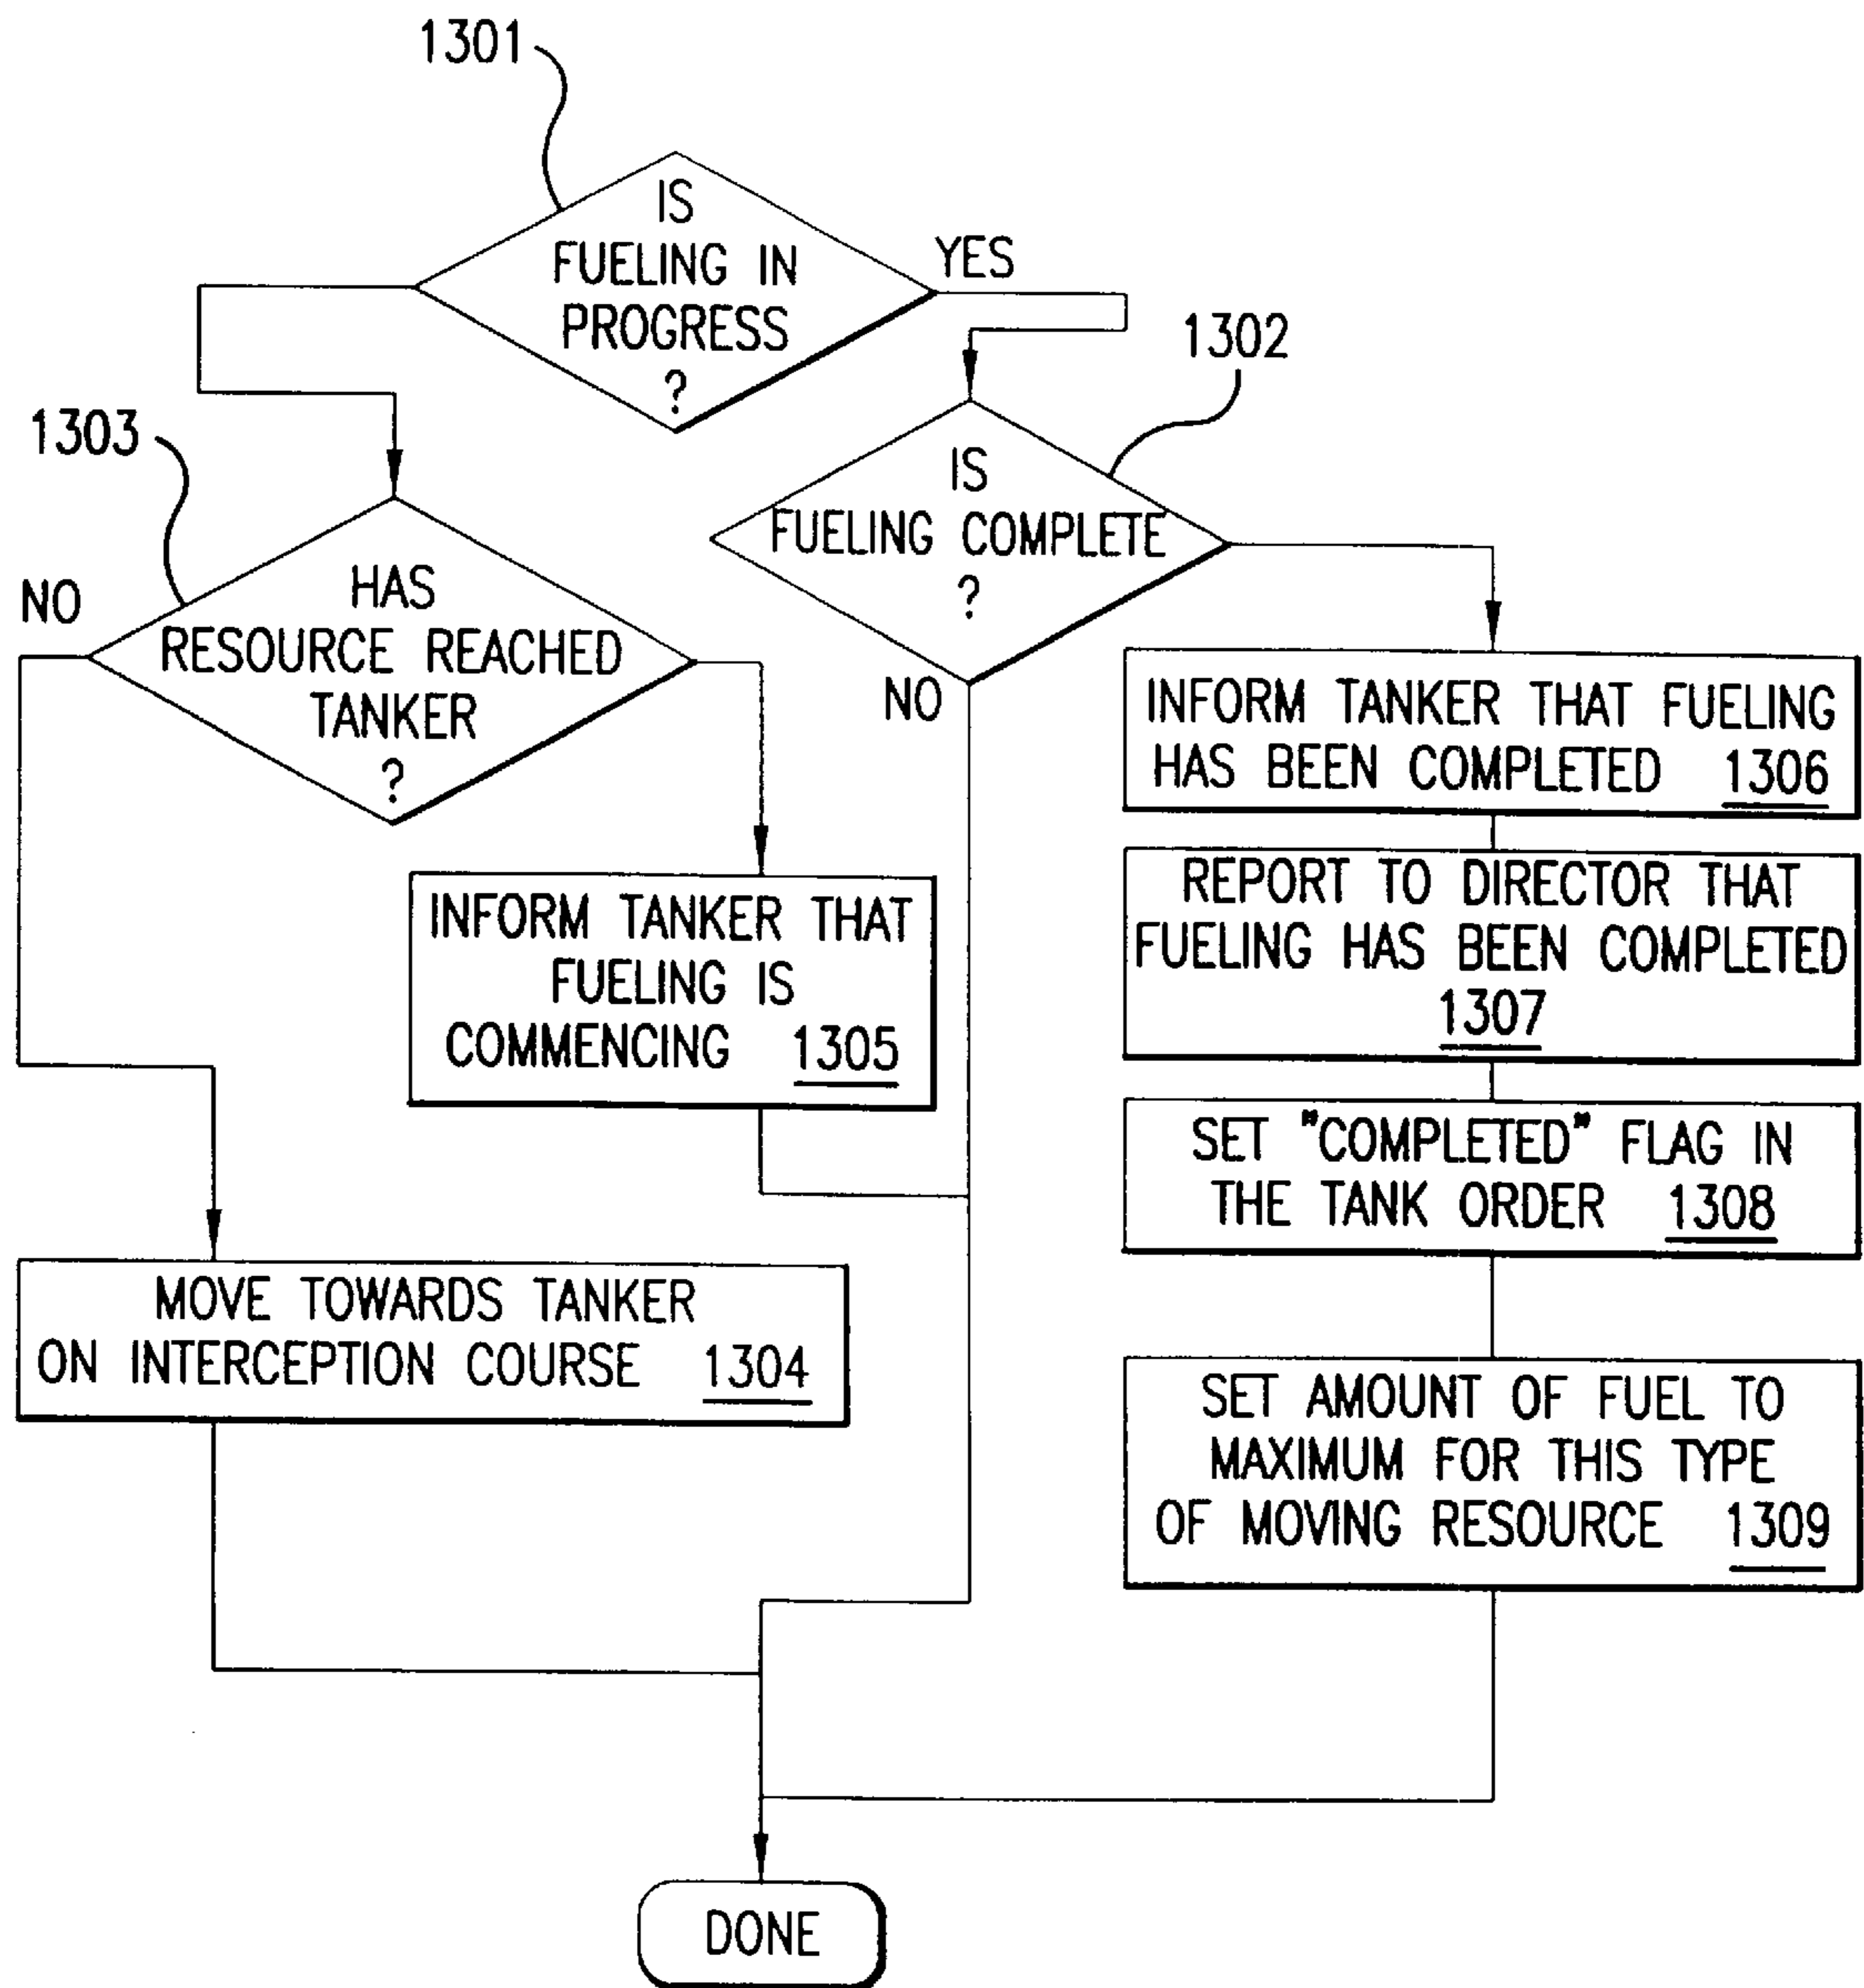 1301
IS
FUELING IN
PROGRESS
?
YES
1302
1303
IS
FUELING COMPLETE
?
NO
HAS
RESOURCE REACHED
TANKER
?
NO
INFORM TANKER THAT FUELING
HAS BEEN COMPLETED 1306
REPORT TO DIRECTOR THAT
FUELING HAS BEEN COMPLETED
1307
INFORM TANKER THAT
FUELING IS
COMMENCING 1305
SET "COMPLETED" FLAG IN
THE TANK ORDER 1308
MOVE TOWARDS TANKER
ON INTERCEPTION COURSE 1304
SET AMOUNT OF FUEL TO
MAXIMUM FOR THIS TYPE
OF MOVING RESOURCE 1309
DONE